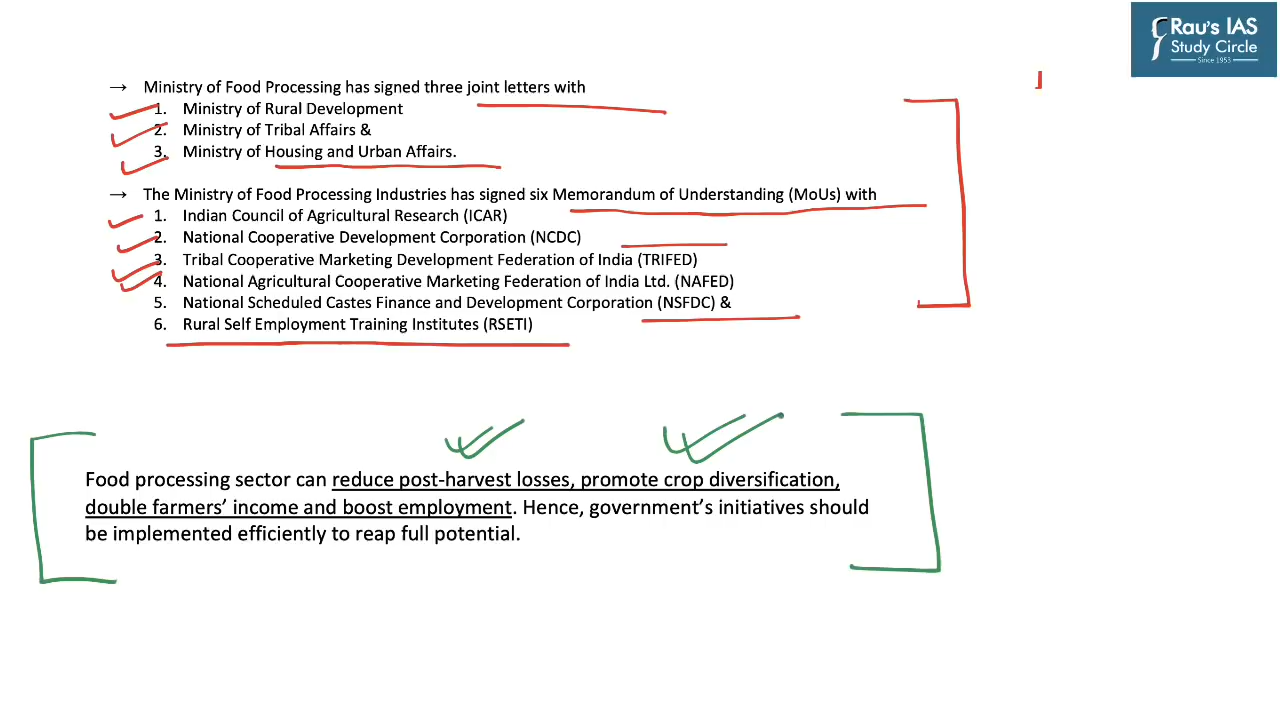 Rau's IAS
Study Circle
Since 1953
→ Ministry of Food Processing has signed three joint letters with
1. Ministry of Rural Development
2. Ministry of Tribal Affairs &
3. Ministry of Housing and Urban Affairs.
→ The Ministry of Food Processing Industries has signed six Memorandum of Understanding (MoUs) with
1. Indian Council of Agricultural Research (ICAR)
2. National Cooperative Development Corporation (NCDC)
3. Tribal Cooperative Marketing Development Federation of India (TRIFED)
4. National Agricultural Cooperative Marketing Federation of India Ltd. (NAFED)
5. National Scheduled Castes Finance and Development Corporation (NSFDC) &
6. Rural Self Employment Training Institutes (RSETI)
Food processing sector can reduce post-harvest losses, promote crop diversification,
double farmers’ income and boost employment. Hence, government’s initiatives should
be implemented efficiently to reap full potential.